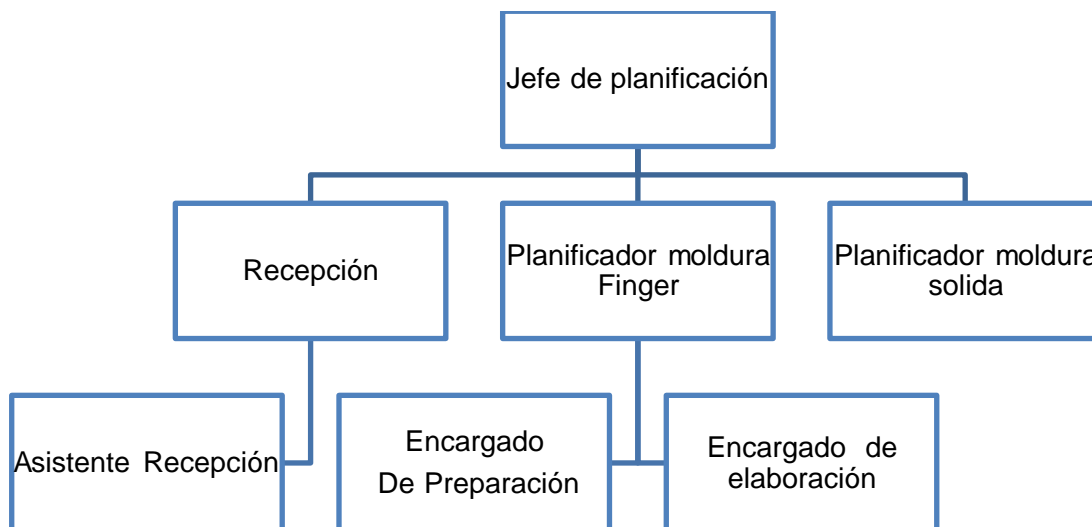 Jefe de planificación
Recepción
Planificador moldura
Finger
Planificador moldura
solida
Asistente Recepción
Encargado
De Preparación
Encargado de
elaboración